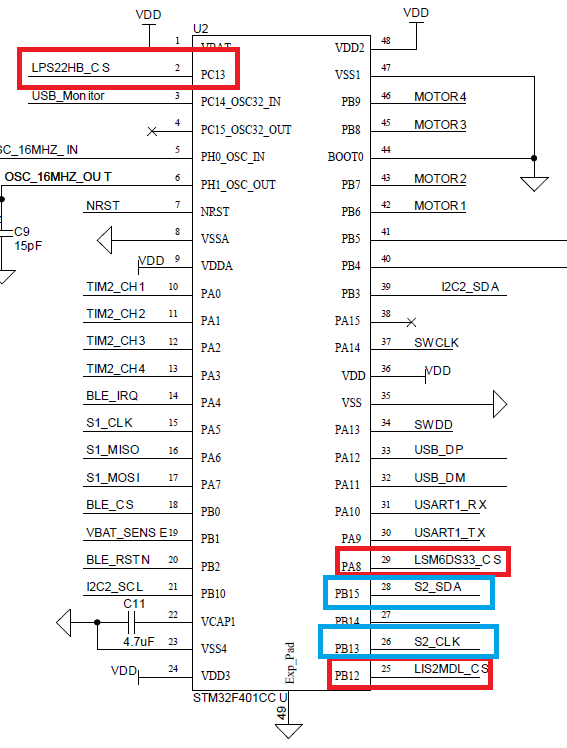 VDD
VDD
U2
1 VBAT
VDD2 48
LPS22HB_CS 2 PC13
VSS1 47
USB_Monitor 3 PC14_OSC32_IN
PB9 46 MOTOR4
4 PC15_OSC32_OUT
PB8 45 MOTOR3
SC_16MHZ_IN 5 PH0_OSC_IN
BOOT0 44
OSC_16MHZ_OUT 6 PH1_OSC_OUT
PB7 43 MOTOR2
NRST 7 NRST
PB6 42 MOTOR1
C9
15pF
8 VSSA
PB5 41
VDD 9 VDDA
PB4 40
TIM2_CH1 10 PA0
PB3 39 I2C2_SDA
TIM2_CH2 11 PA1
PA15 38
TIM2_CH3 12 PA2
PA14 37 SWCLK
TIM2_CH4 13 PA3
VDD 36 VDD
BLE_IRQ 14 PA4
VSS 35
S1_CLK 15 PA5
PA13 34 SWDD
S1_MISO 16 PA6
PA12 33 USB_DP
S1_MOSI 17 PA7
PA11 32 USB_DM
BLE_CS 18 PB0
PA10 31 USART1_RX
VBAT_SENSE 19 PB1
PA9 30 USART1_TX
BLE_RSTN 20 PB2
PA8 29 LSM6DS33_CS
I2C2_SCL 21 PB10
PB15 28 S2_SDA
C11
4.7uF
22 VCAP1
PB14 27
23 VSS4
PB13 26 S2_CLK
VDD 24 VDD3
PB12 25 LIS2MDL_CS
Exp_Pad
STM32F401CC U
49